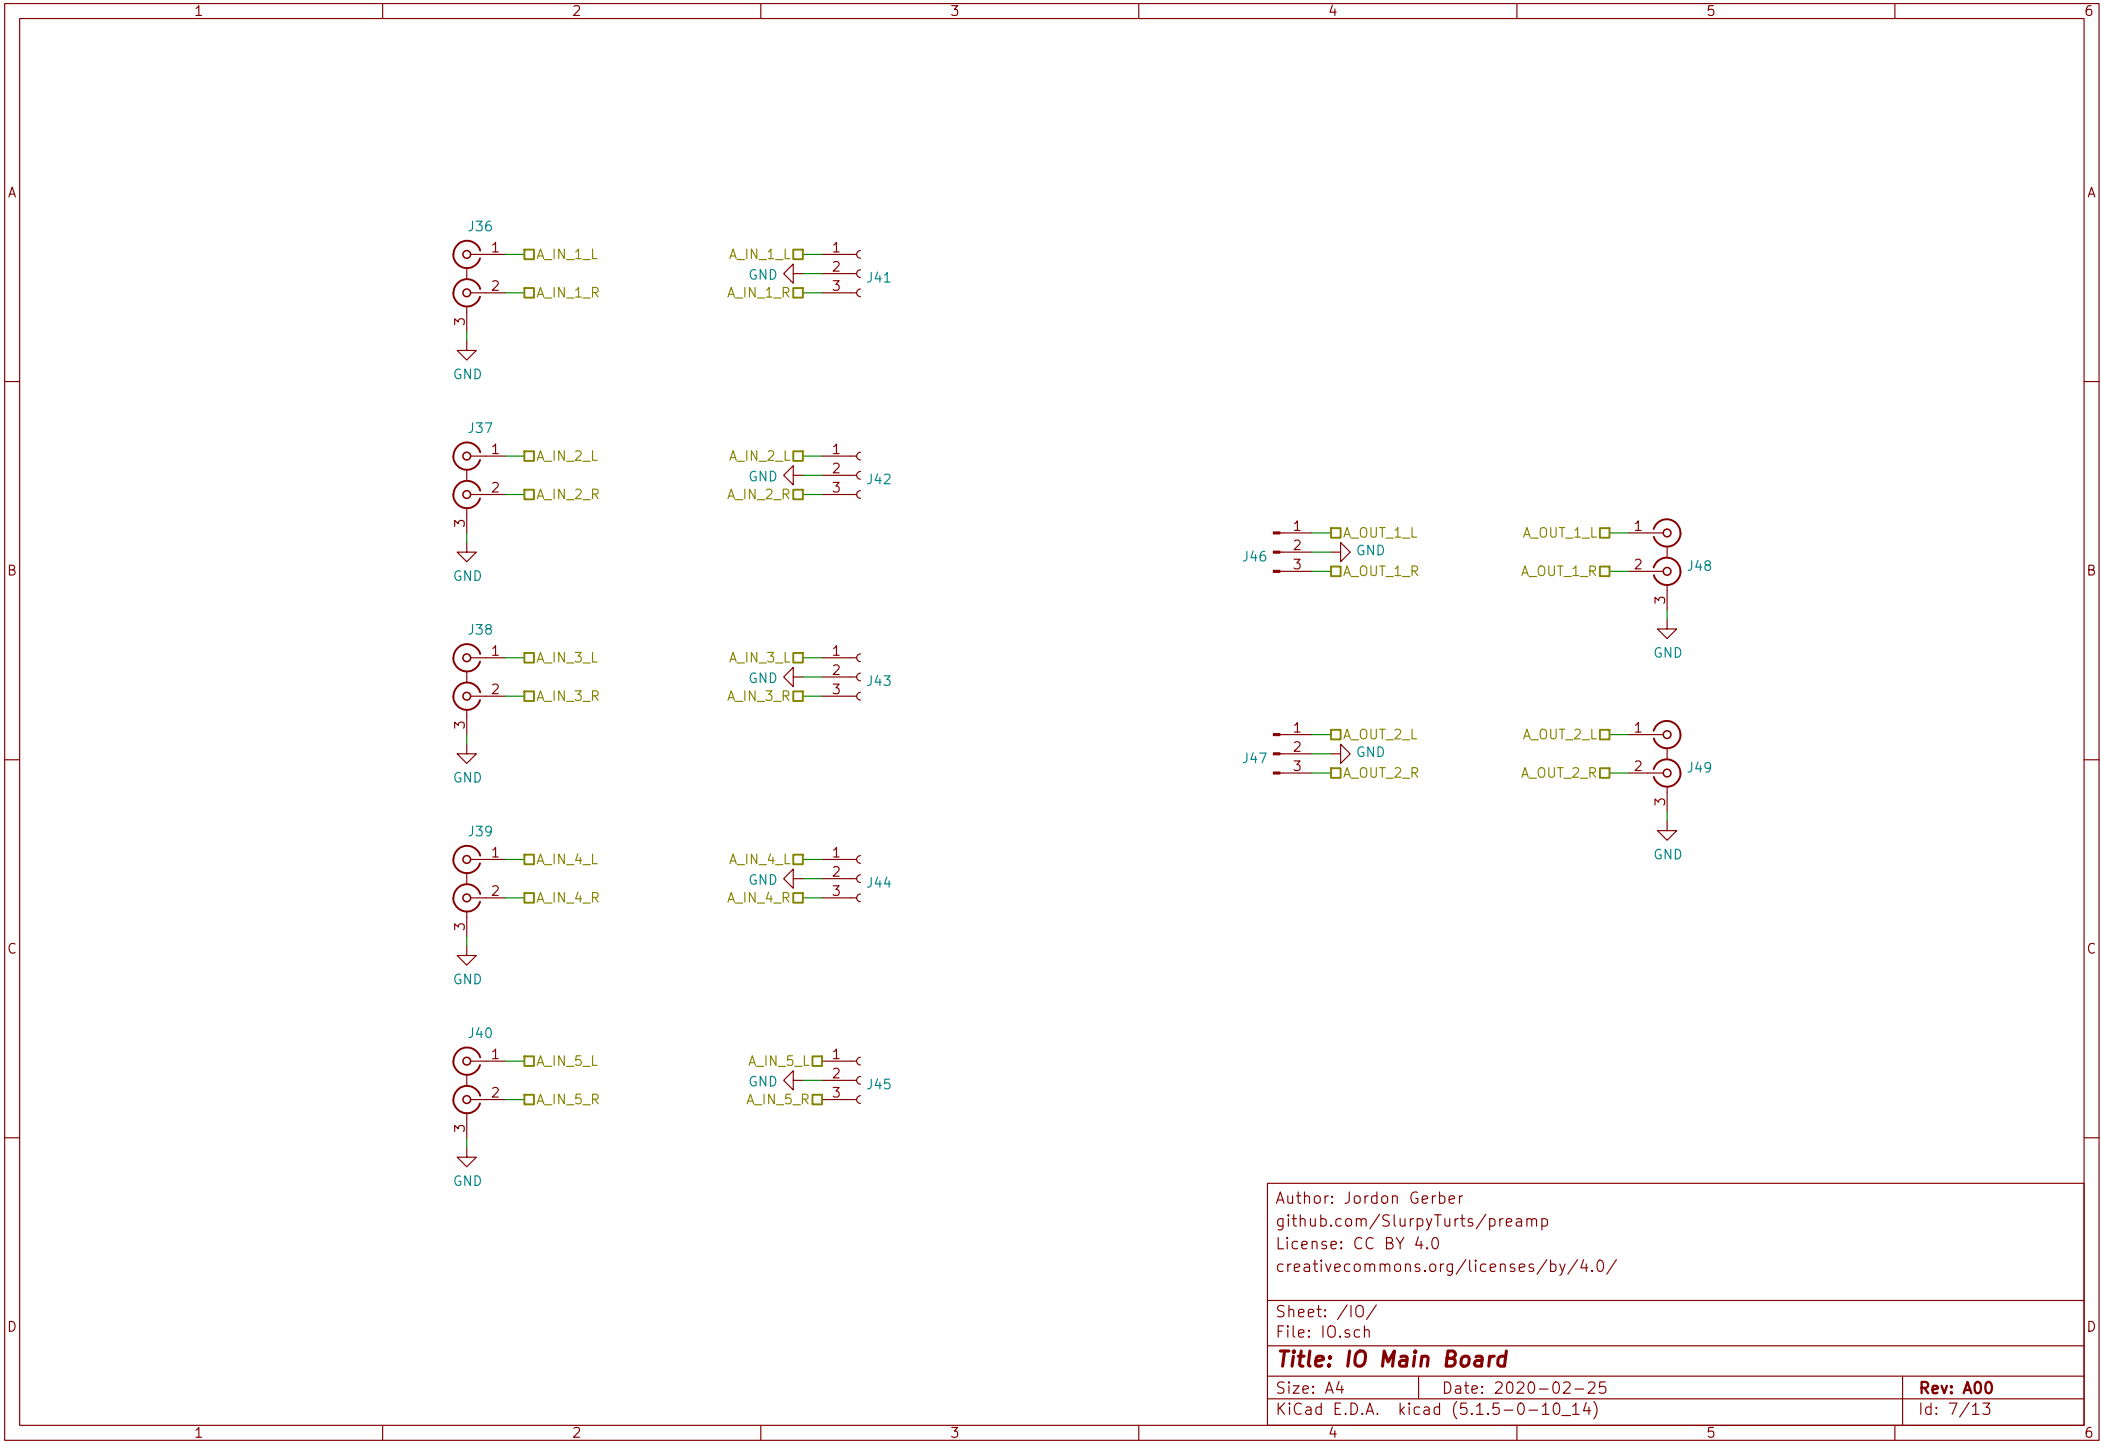 1 2 3 4 5 6
A A
J36
1 A_IN_1_L A_IN_1_L 1
GND 2 J41
2 A_IN_1_R A_IN_1_R 3
3
GND
J37
1 A_IN_2_L A_IN_2_L 1
GND 2 J42
2 A_IN_2_R A_IN_2_R 3
3
GND
1 A_OUT_1_L A_OUT_1_L 1
J46 2 GND
3 A_OUT_1_R A_OUT_1_R 2 J48
3
GND
B B
J38
1 A_IN_3_L A_IN_3_L 1
GND 2 J43
2 A_IN_3_R A_IN_3_R 3
3
GND
1 A_OUT_2_L A_OUT_2_L 1
J47 2 GND
3 A_OUT_2_R A_OUT_2_R 2 J49
3
GND
J39
1 A_IN_4_L A_IN_4_L 1
GND 2 J44
2 A_IN_4_R A_IN_4_R 3
3
GND
C C
J40
1 A_IN_5_L A_IN_5_L 1
GND 2 J45
2 A_IN_5_R A_IN_5_R 3
3
GND
Author: Jordon Gerber
github.com/SlurpyTurts/preamp
License: CC BY 4.0
creativecommons.org/licenses/by/4.0/
Sheet: /IO/
File: IO.sch
D D
Title: IO Main Board
Size: A4 Date: 2020-02-25 Rev: A00
KiCad E.D.A. kicad (5.1.5-0-10_14) Id: 7/13
1 2 3 4 5 6